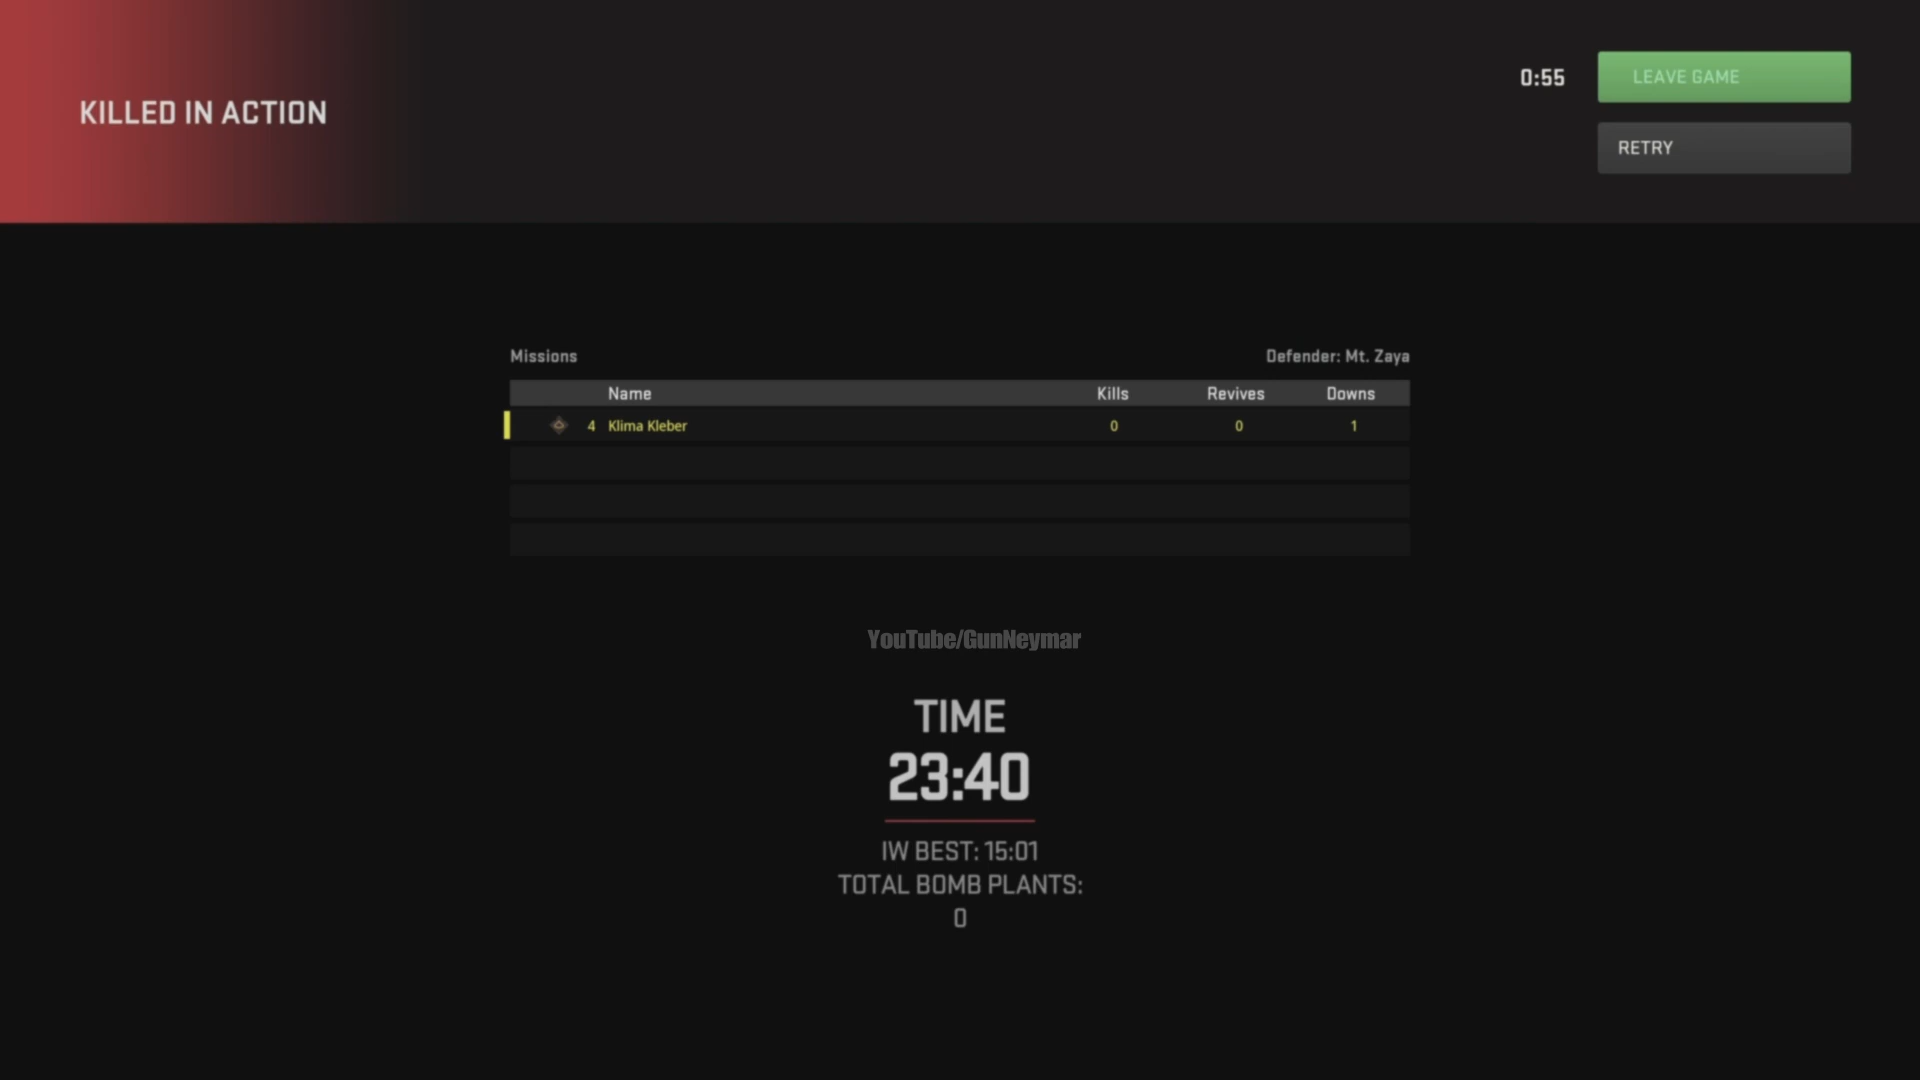 KILLED IN ACTION
0:55
LEAVE GAME
RETRY
Missions
Defender: Mt. Zaya
Name Kills Revives Downs
4 Klima Kleber 0 0 1
YouTube/GunNeymar
TIME
23:40
IW BEST: 15:01
TOTAL BOMB PLANTS:
0